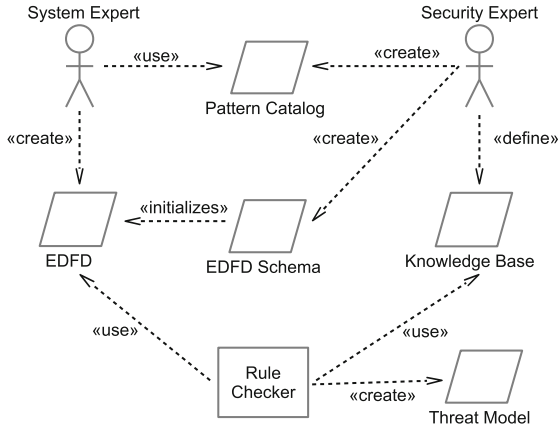 System Expert
Security Expert
«use»
«create»
Pattern Catalog
«create»
«create»
«define»
«initializes»
EDFD
EDFD Schema
Knowledge Base
«use»
«use»
Rule
Checker
«create»
Threat Model